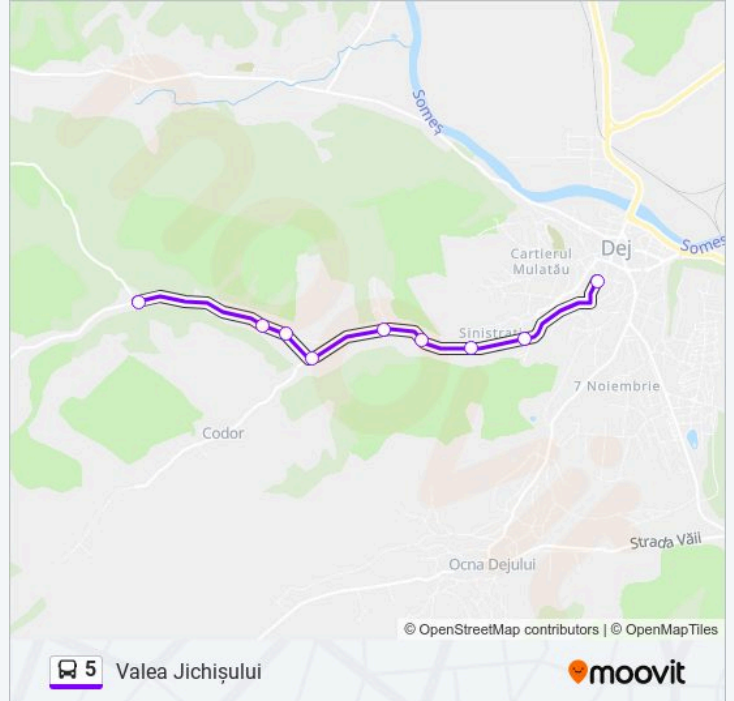 Someș
Cartierul
Mulatău
Dej
Someș
Sinistrați
7 Noiembrie
Codor
Strada Văii
Ocna Dejului
© OpenStreetMap contributors | © OpenMapTiles
5 Valea Jichișului
moovit